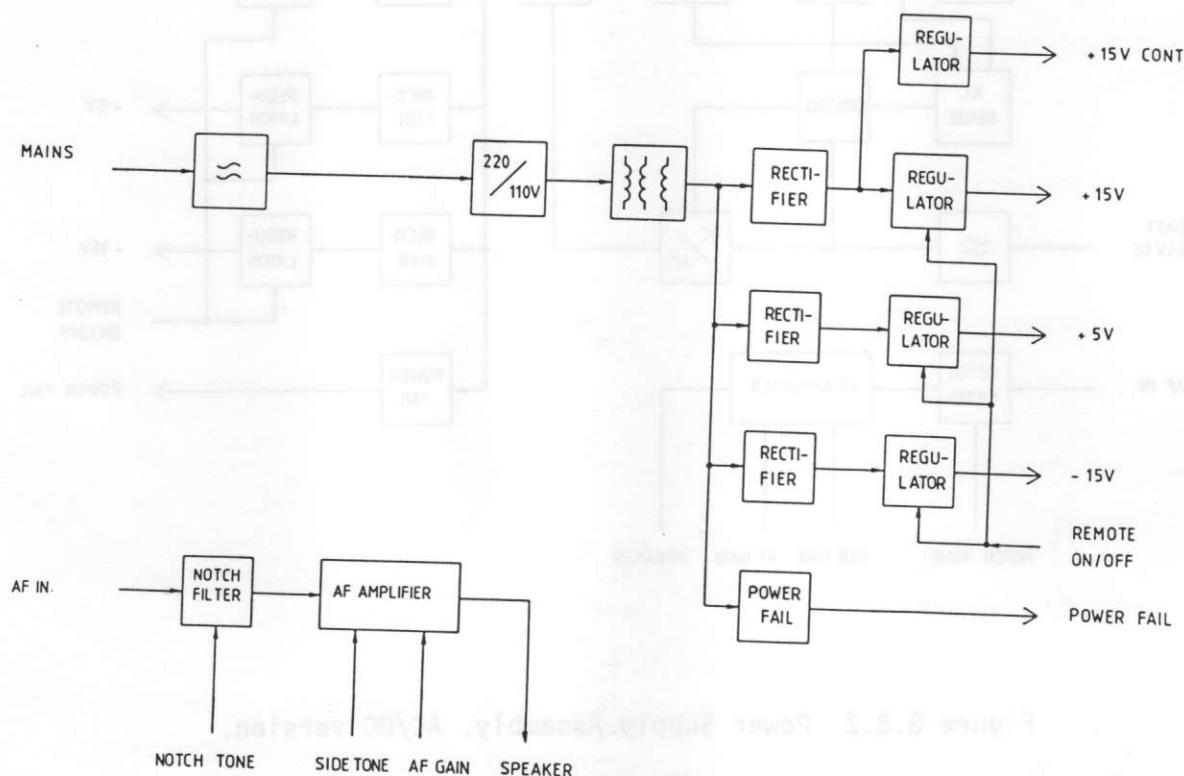 REGU-
LATOR
+15V CONT
MAINS
≈
220
/
110V
RECTI-
FIER
REGU-
LATOR
+15V
RECTI-
FIER
REGU-
LATOR
+5V
RECTI-
FIER
REGU-
LATOR
-15V
REMOTE
ON/OFF
AF IN.
NOTCH
FILTER
AF AMPLIFIER
POWER
FAIL
POWER FAIL
NOTCH TONE
SIDETONE
AF GAIN
SPEAKER
Figure 6.8.2 Power Supply Assembly. AC/DC version.